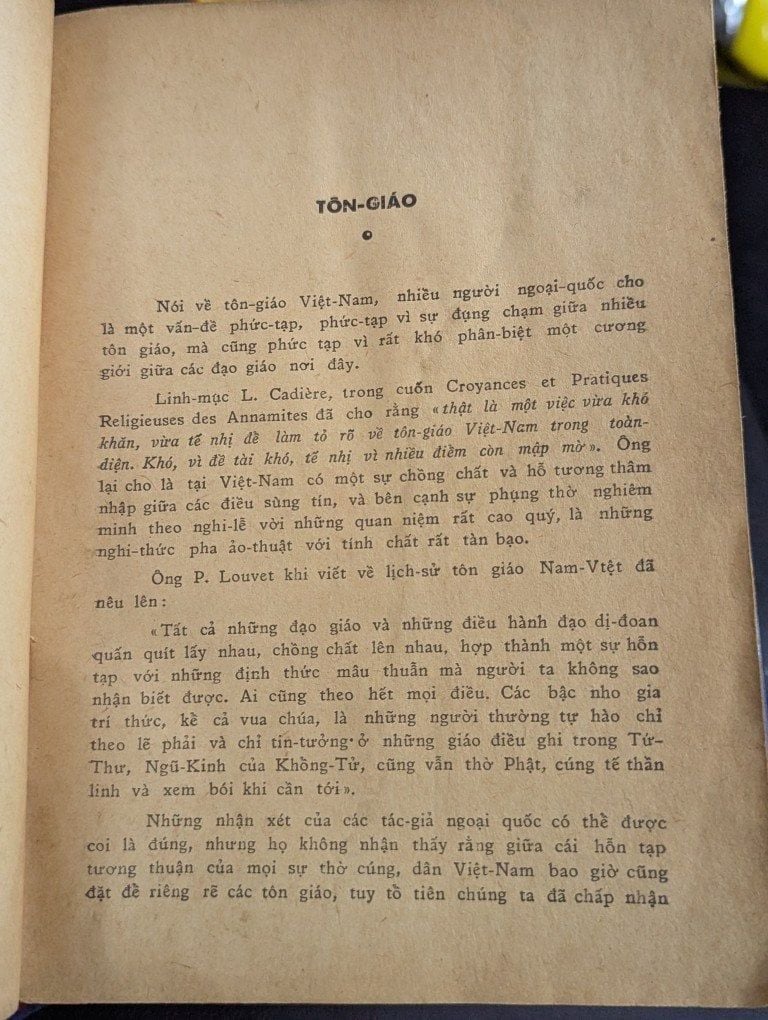 TÔN-GIÁO
Nói về tôn-giáo Việt-Nam, nhiều người ngoại-quốc cho
là một vấn-đề phức-tạp, phức-tạp vì sự đụng chạm giữa nhiều
tôn giáo, mà cũng phức tạp vì rất khó phân-biệt một cương
giới giữa các đạo giáo nơi đây.
Linh-mục L. Cadière, trong cuốn Croyances et Pratiques
Religieuses des Annamites đã cho rằng «thật là một việc vừa khó
khăn, vừa tế nhị để làm tỏ rõ về tôn-giáo Việt-Nam trong toàn-
diện. Khó, vì đề tài khó, tế nhị vì nhiều điểm còn mập mờ». Ông
lại cho là tại Việt-Nam có một sự chồng chất và hỗ tương thâm
nhập giữa các điều sùng tín, và bên cạnh sự phụng thờ nghiêm
minh theo nghi-lễ với những quan niệm rất cao quý, là những
nghi-thức pha ảo-thuật với tính chất rất tàn bạo.
Ông P. Louvet khi viết về lịch-sử tôn giáo Nam-Vtệt đã
nêu lên :
«Tất cả những đạo giáo và những điều hành đạo dị-đoan
quấn quít lấy nhau, chồng chất lên nhau, hợp thành một sự hỗn
tạp với những định thức mâu thuẫn mà người ta không sao
nhận biết được. Ai cũng theo hết mọi điều. Các bậc nho gia
trí thức, kể cả vua chúa, là những người thường tự hào chỉ
theo lẽ phải và chỉ tin-tưởng ở những giáo điều ghi trong Tứ-
Thư, Ngũ-Kinh của Khổng-Tử, cũng vẫn thờ Phật, cúng tế thần
linh và xem bói khi cần tới».
Những nhận xét của các tác-giả ngoại quốc có thể được
coi là đúng, nhưng họ không nhận thấy rằng giữa cái hỗn tạp
tương thuận của mọi sự thờ cúng, dân Việt-Nam bao giờ cũng
đặt để riêng rẽ các tôn giáo, tuy tổ tiên chúng ta đã chấp nhận